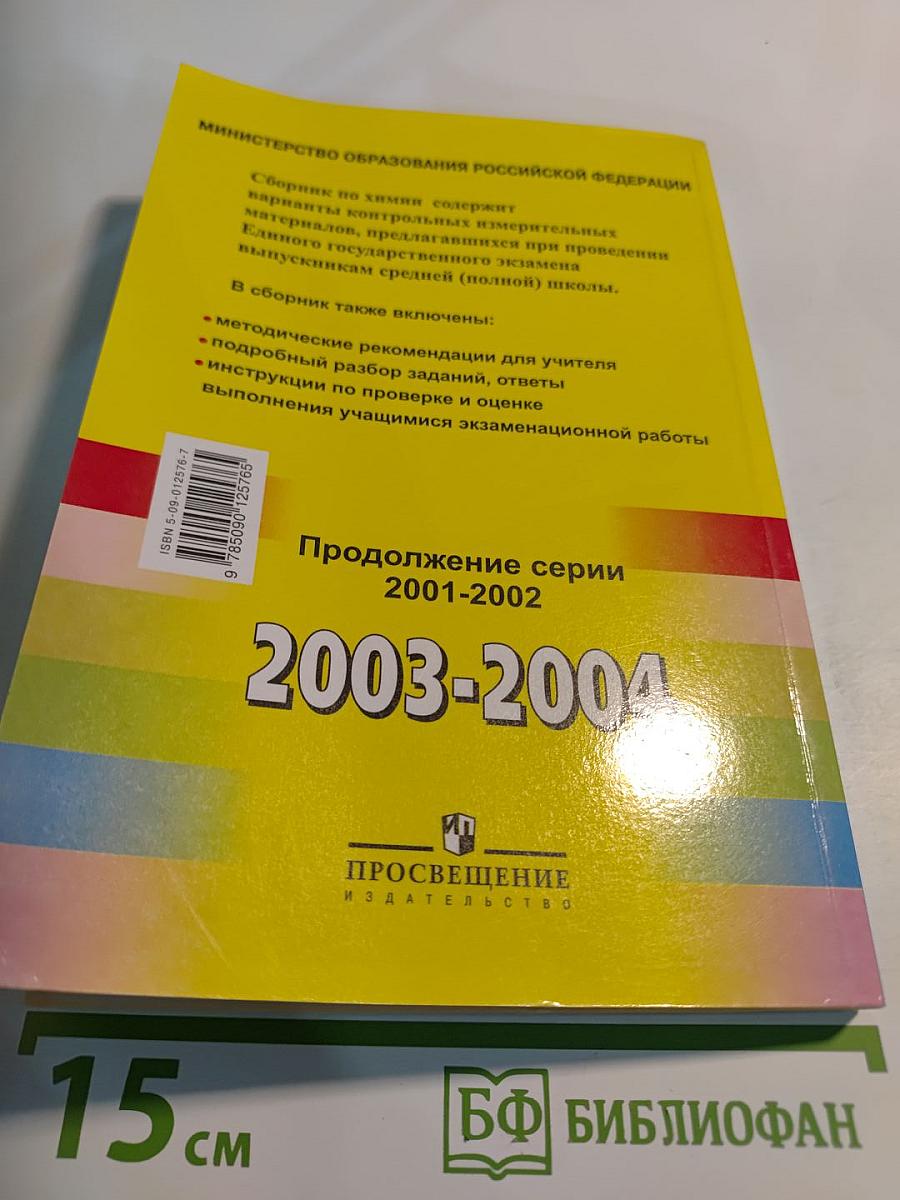 МИНИСТЕРСТВО ОБРАЗОВАНИЯ РОССИЙСКОЙ ФЕДЕРАЦИИ
Сборник по химии содержит
варианты контрольных измерительных
материалов, предлагавшихся при проведении
Единого государственного экзамена
выпускникам средней (полной) школы.
В сборник также включены:
• методические рекомендации для учителя
• подробный разбор заданий, ответы
• инструкции по проверке и оценке
выполнения учащимися экзаменационной работы
ISBN 5-09-012576-7
9 785090 125765
Продолжение серии
2001-2002
2003-2004
ИП
ПРОСВЕЩЕНИЕ
ИЗДАТЕЛЬСТВО
15 см
БФ БИБЛИОФАН